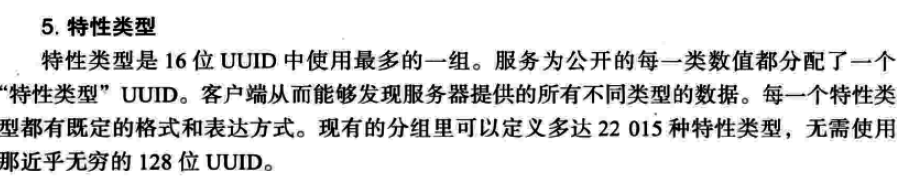 5. 特性类型
特性类型是 16 位 UUID 中使用最多的一组。服务为公开的每一类数值都分配了一个
“特性类型”UUID。客户端从而能够发现服务器提供的所有不同类型的数据。每一个特性类
型都有既定的格式和表达方式。现有的分组里可以定义多达 22 015 种特性类型，无需使用
那近乎无穷的 128 位 UUID。